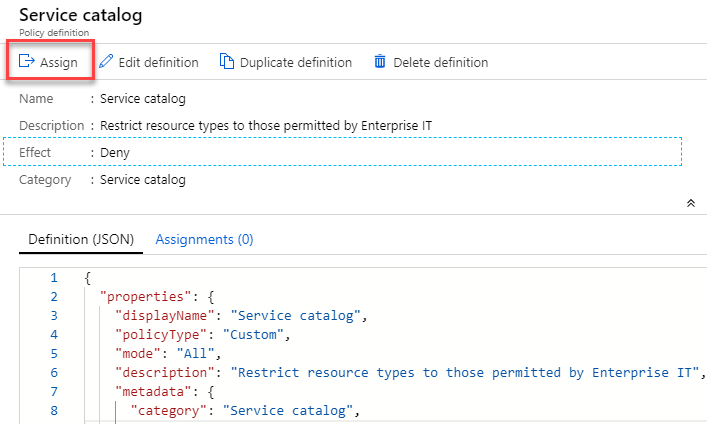 Service catalog
Policy definition
Assign Edit definition Duplicate definition Delete definition
Name : Service catalog
Description : Restrict resource types to those permitted by Enterprise IT
Effect : Deny
Category : Service catalog
Definition (JSON) Assignments (0)
1 {
2 "properties": {
3 "displayName": "Service catalog",
4 "policyType": "Custom",
5 "mode": "All",
6 "description": "Restrict resource types to those permitted by Enterprise IT",
7 "metadata": {
8 "category": "Service catalog",